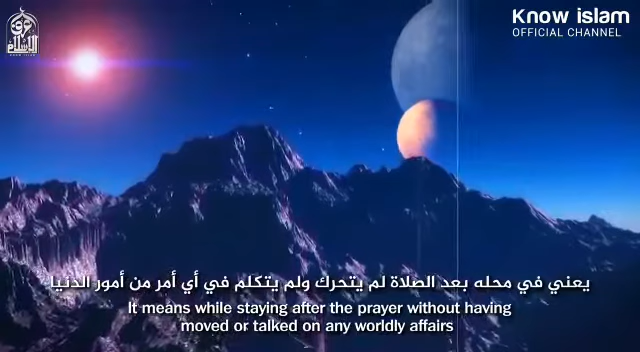 Know islam
OFFICIAL CHANNEL
يعني في محله بعد الصلاة لم يتحرك ولم يتكلم في أي أمر من أمور الدنيا
It means while staying after the prayer without having
moved or talked on any worldly affairs